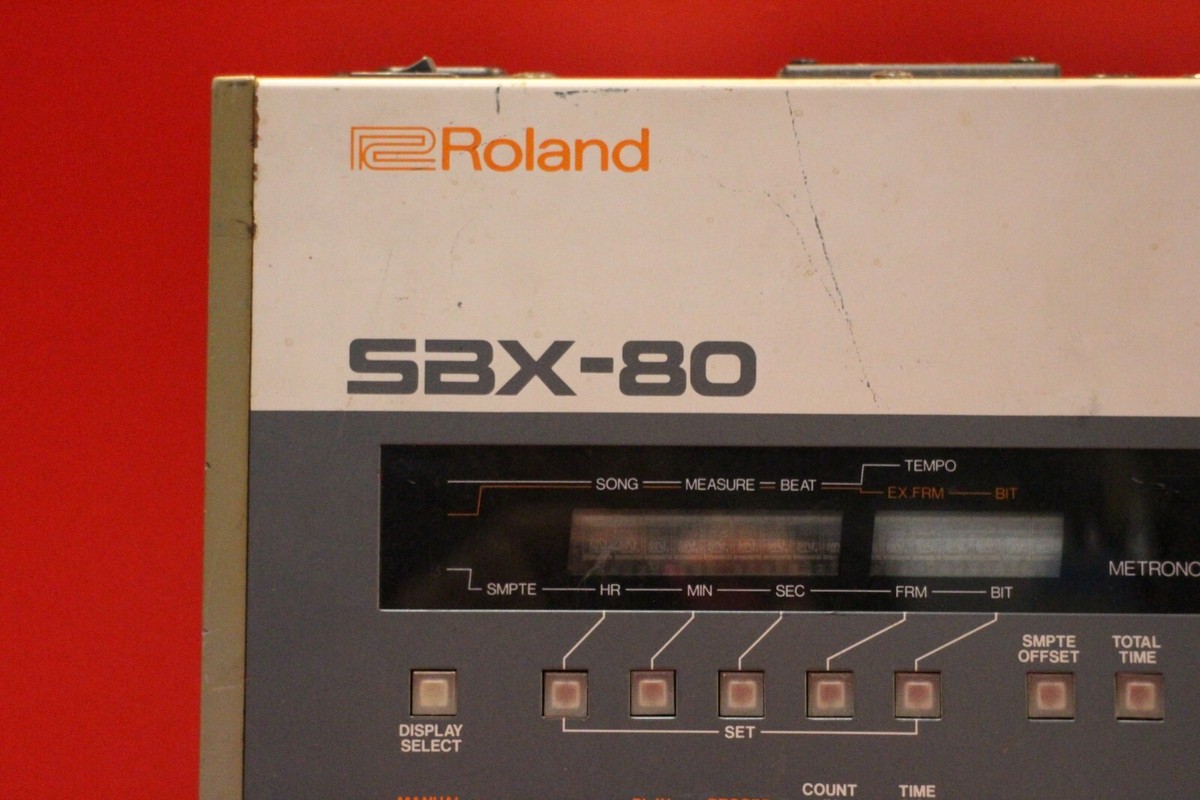 Roland
SBX-80
TEMPO
SONG MEASURE BEAT
EX.FRM BIT
METRONO
SMPTE HR MIN SEC FRM BIT
SMPTE
OFFSET
TOTAL
TIME
DISPLAY
SELECT
SET
COUNT
TIME
MANUAL